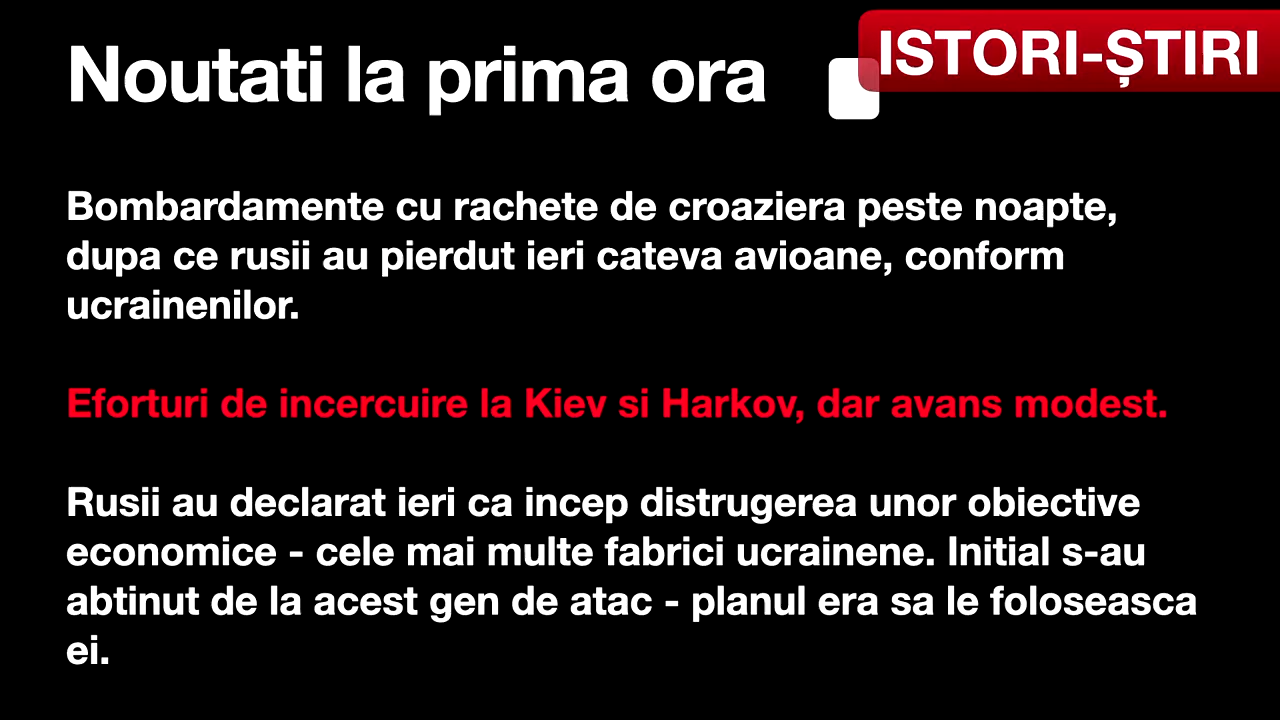 Noutati la prima ora
ISTORI-ȘTIRI
Bombardamente cu rachete de croaziera peste noapte,
dupa ce rusii au pierdut ieri cateva avioane, conform
ucrainenilor.
Eforturi de incercuire la Kiev si Harkov, dar avans modest.
Rusii au declarat ieri ca incep distrugerea unor obiective
economice - cele mai multe fabrici ucrainene. Initial s-au
abtinut de la acest gen de atac - planul era sa le foloseasca
ei.